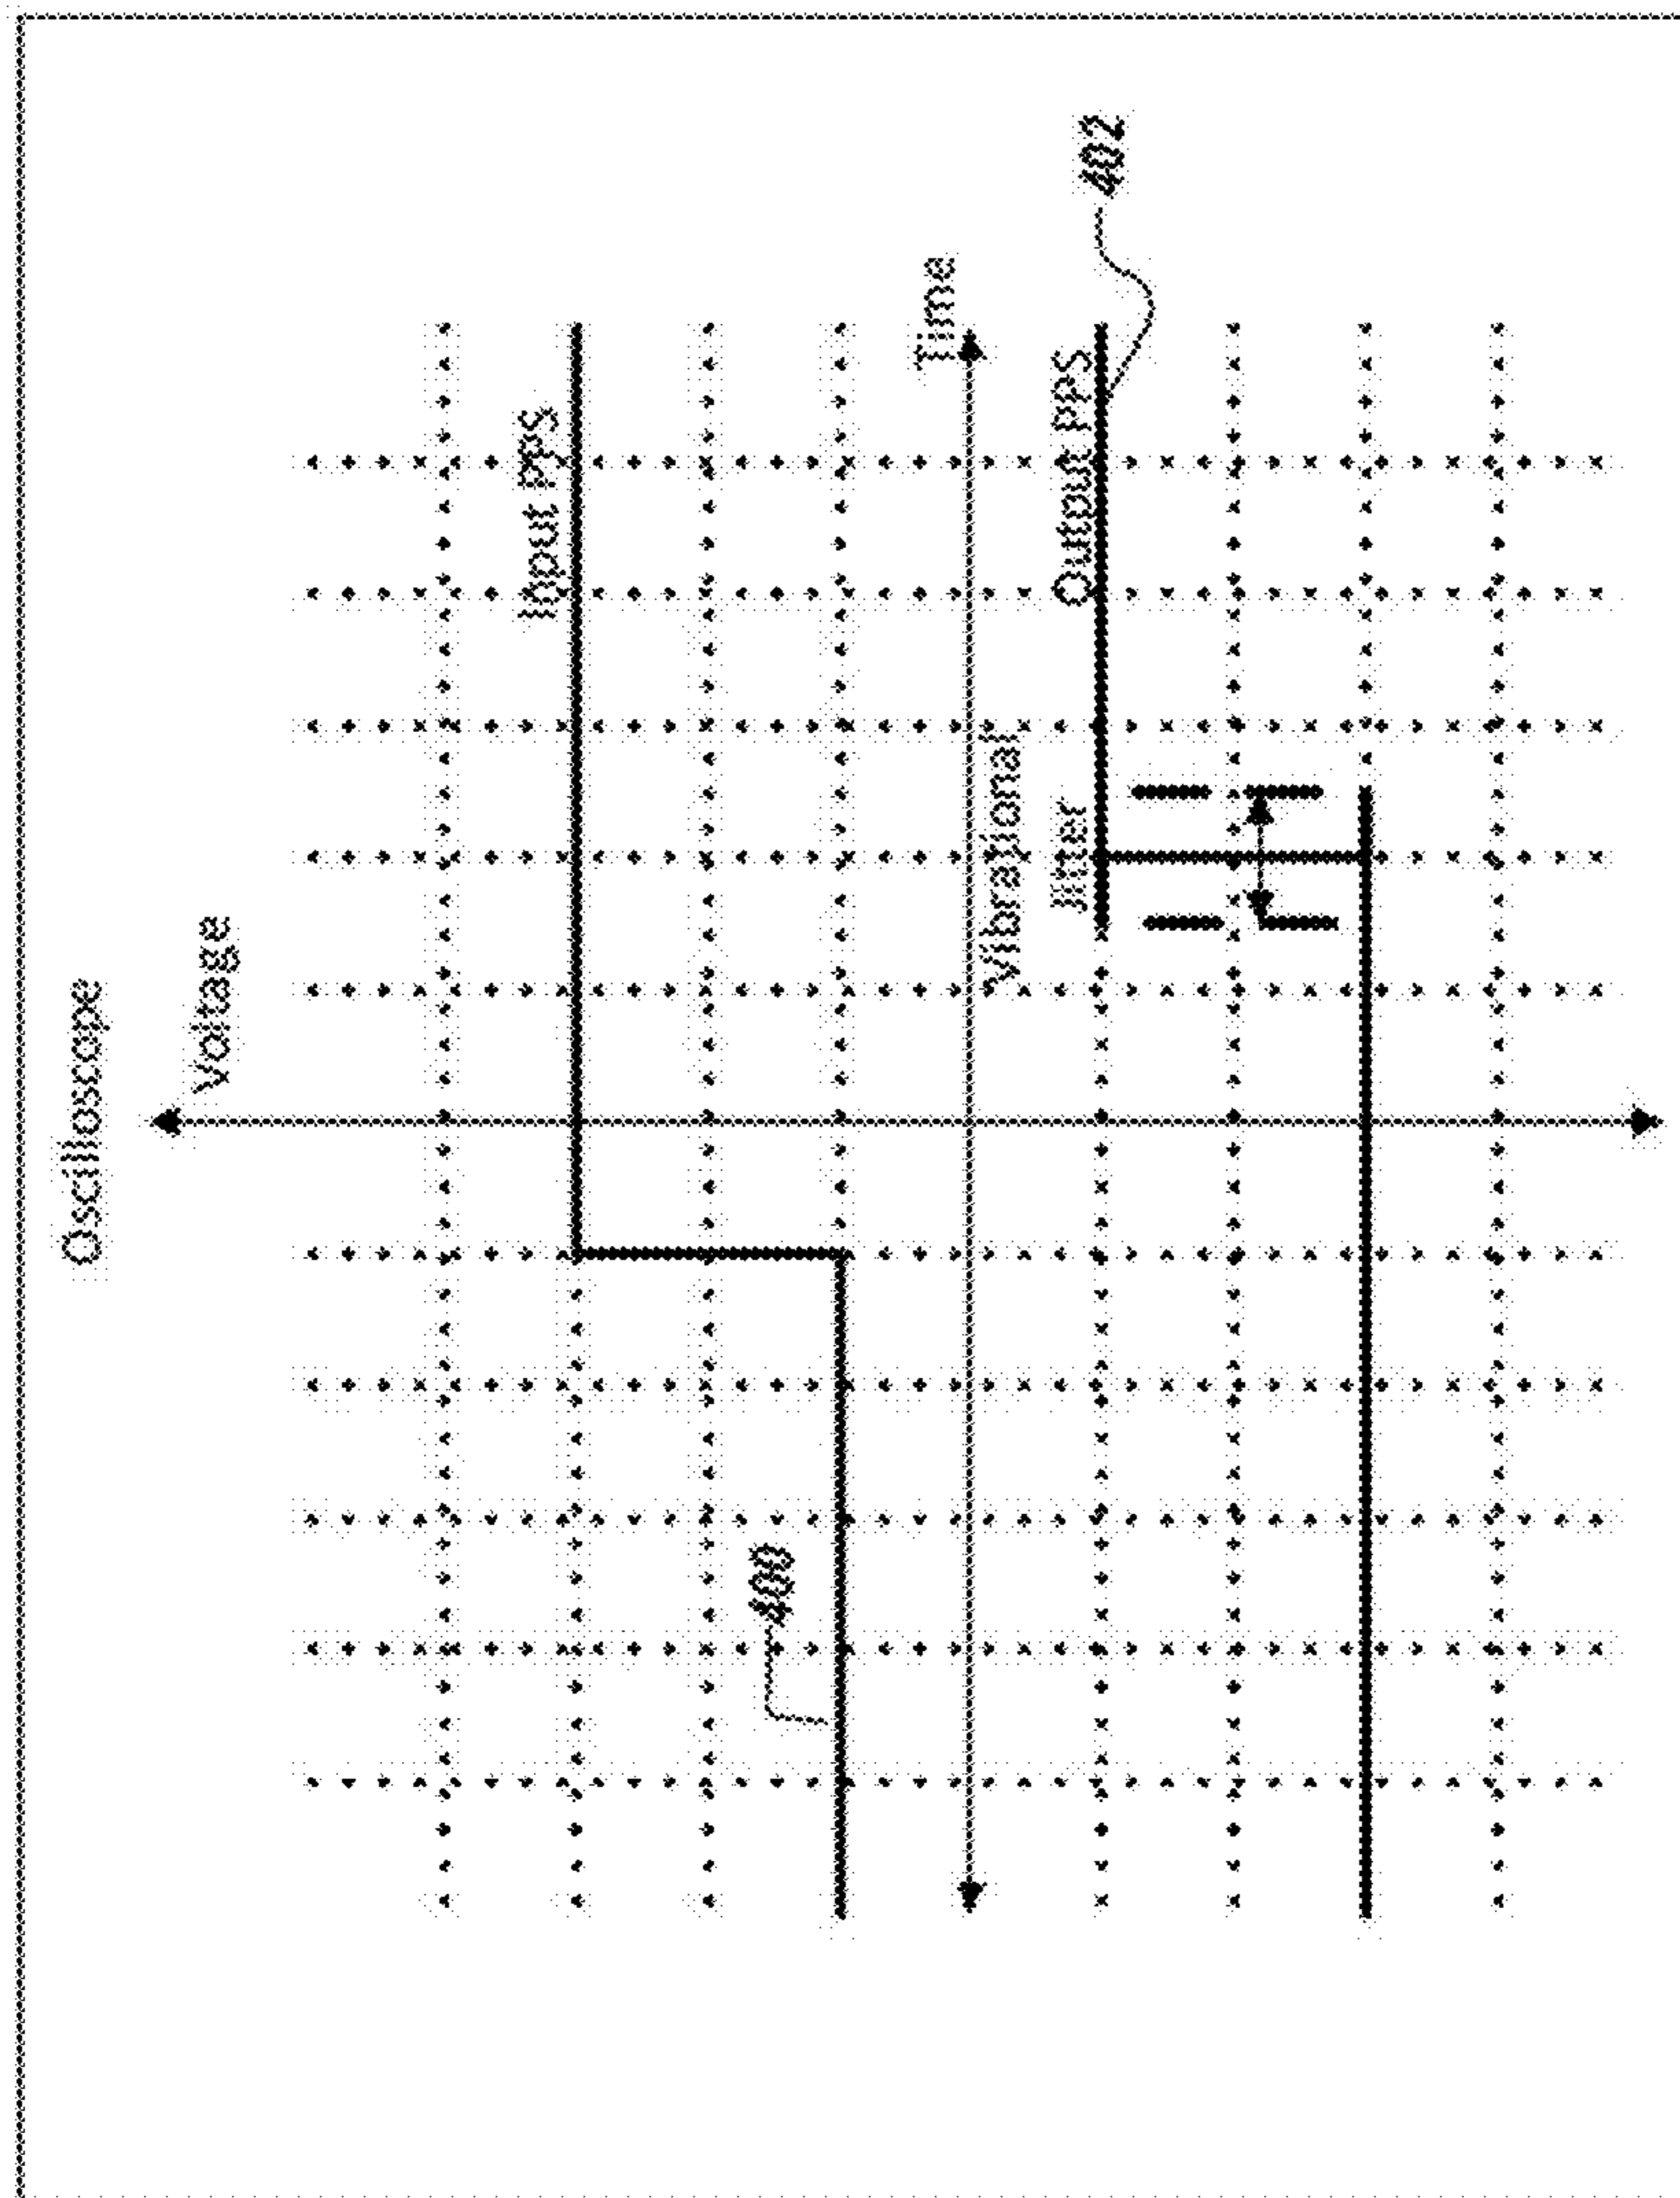 Oscilloscope
Voltage
Input PPS
400
Time
Vibrational
Jitter
Output PPS
402